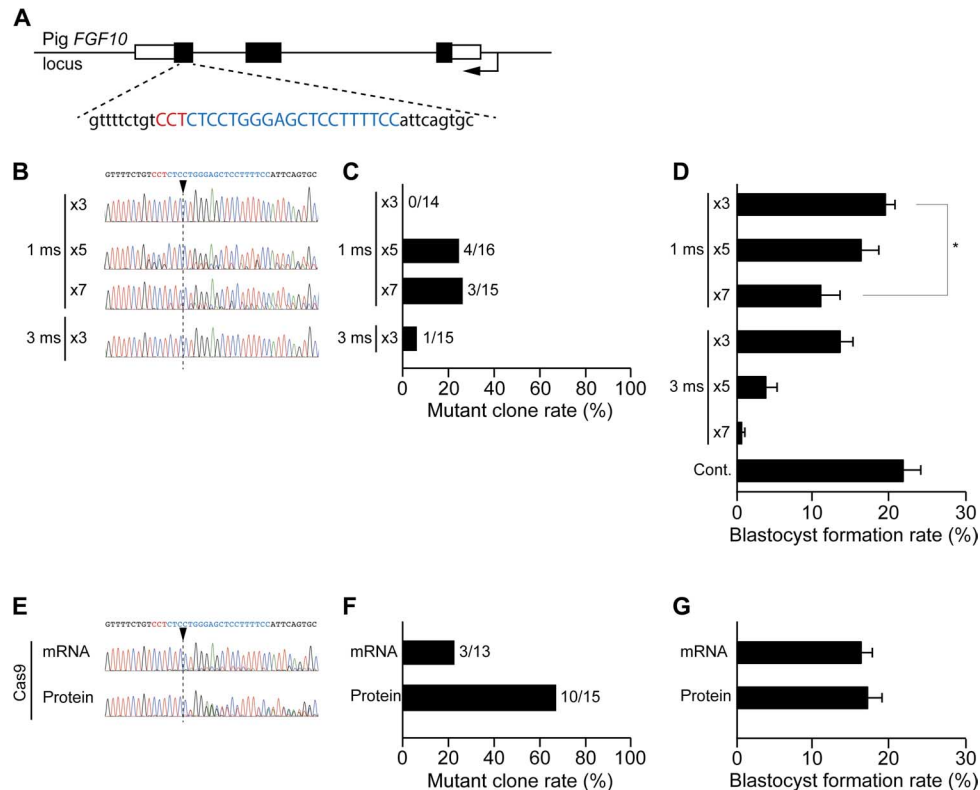 A
Pig FGF10
locus
gttttctgtCCTCTCCTGGGAGCTCCTTTTCCattcagtgc
B
GTTTTCTGTCCTCTCCTGGGAGCTCCTTTTCCATTCAGTGC
1 ms
x3
x5
x7
3 ms
x3
C
1 ms
x3
0/14
x5
4/16
x7
3/15
3 ms
x3
1/15
0
20
40
60
80
100
Mutant clone rate (%)
D
1 ms
x3
x5
x7
*
3 ms
x3
x5
x7
Cont.
0
10
20
30
Blastocyst formation rate (%)
E
GTTTTCTGTCCTCTCCTGGGAGCTCCTTTTCCATTCAGTGC
Cas9
mRNA
Protein
F
mRNA
3/13
Protein
10/15
0
20
40
60
80
100
Mutant clone rate (%)
G
mRNA
Protein
0
10
20
30
Blastocyst formation rate (%)